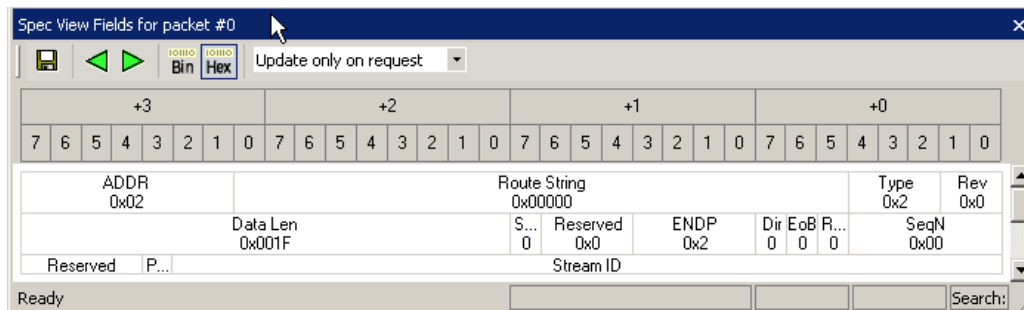 Spec View Fields for packet #0
Bin Hex Update only on request
+3 +2 +1 +0
7 6 5 4 3 2 1 0 7 6 5 4 3 2 1 0 7 6 5 4 3 2 1 0 7 6 5 4 3 2 1 0
ADDR Route String Type Rev
0x02 0x00000 0x2 0x0
Data Len S... Reserved ENDP Dir EoB R... SeqN
0x001F 0 0x0 0x2 0 0 0 0x00
Reserved P... Stream ID
Ready Search: